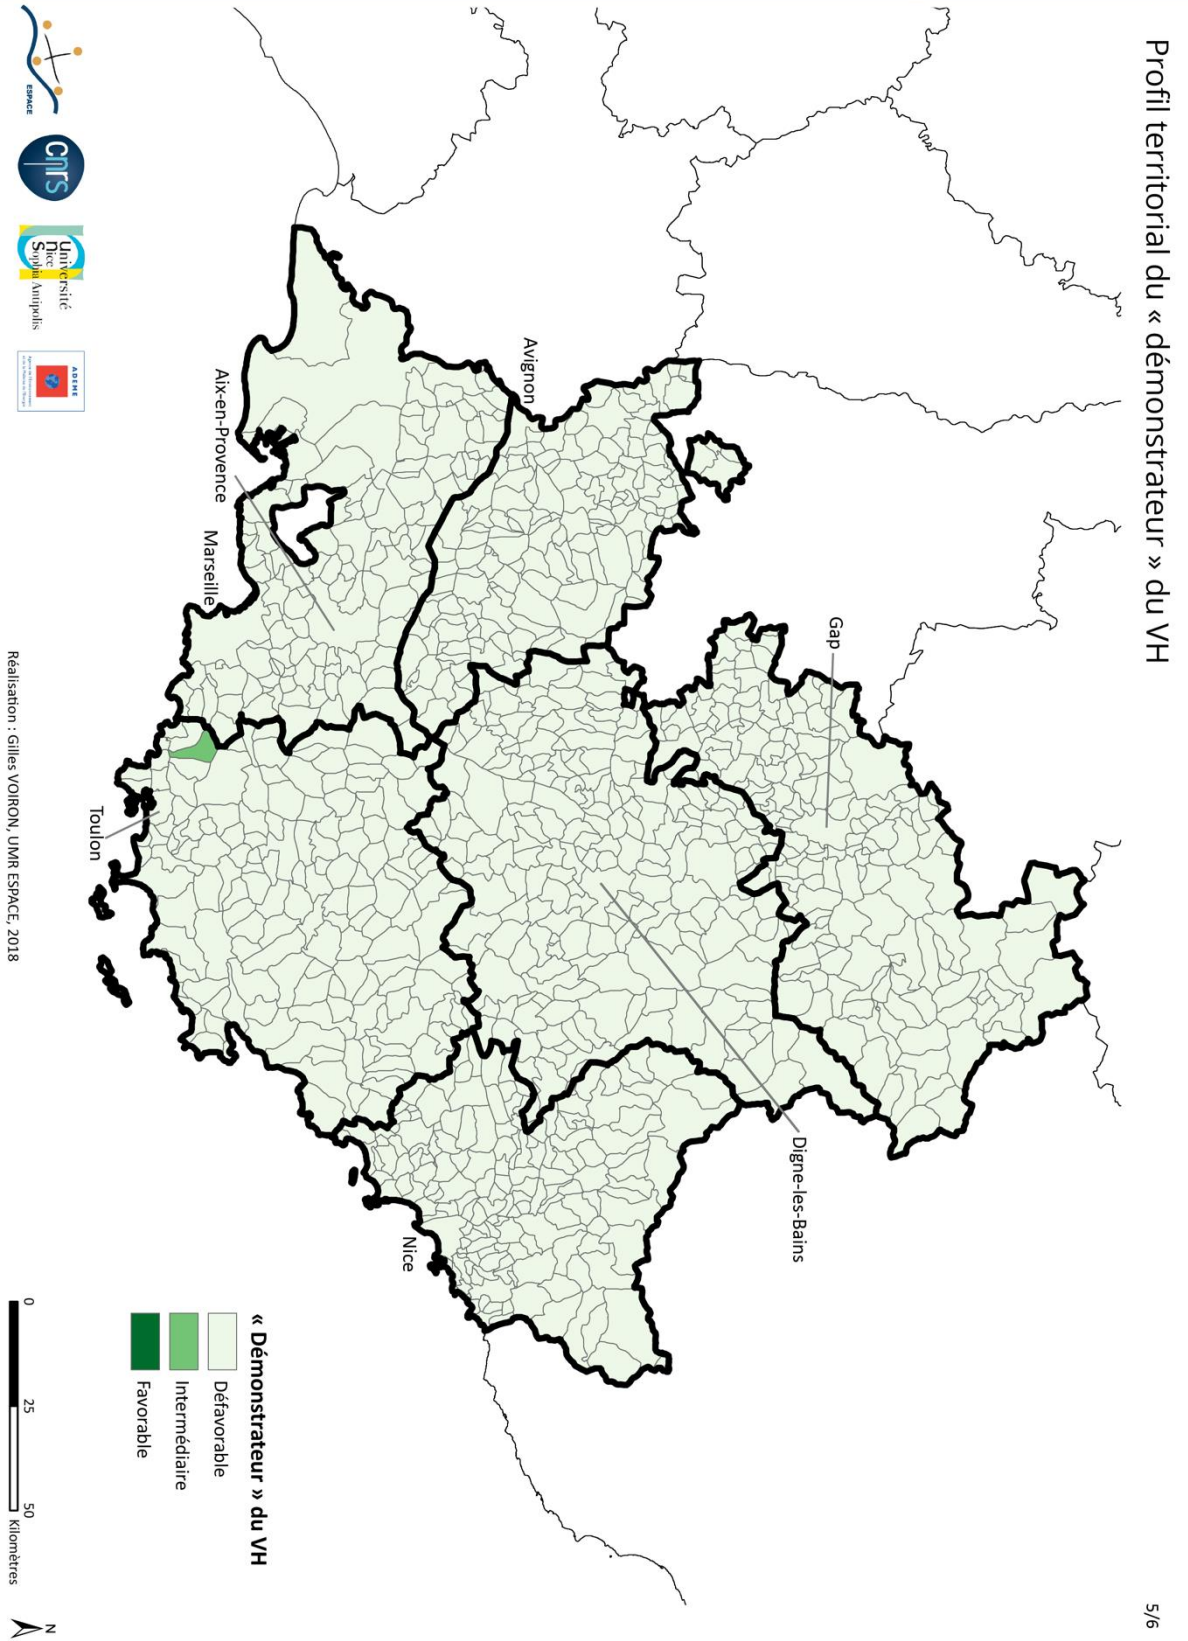 Profil territorial du « démonstrateur » du VH
5/6
Gap
Digne-les-Bains
Avignon
Nice
Aix-en-Provence
Marseille
Toulon
« Démonstrateur » du VH
Défavorable
Intermédiaire
Favorable
0
25
50
Kilomètres
N
ESPACE
cnrs
Université
Nice
Sophia Antipolis
ADEME
Réalisation : Gilles VOIRON, UMR ESPACE, 2018